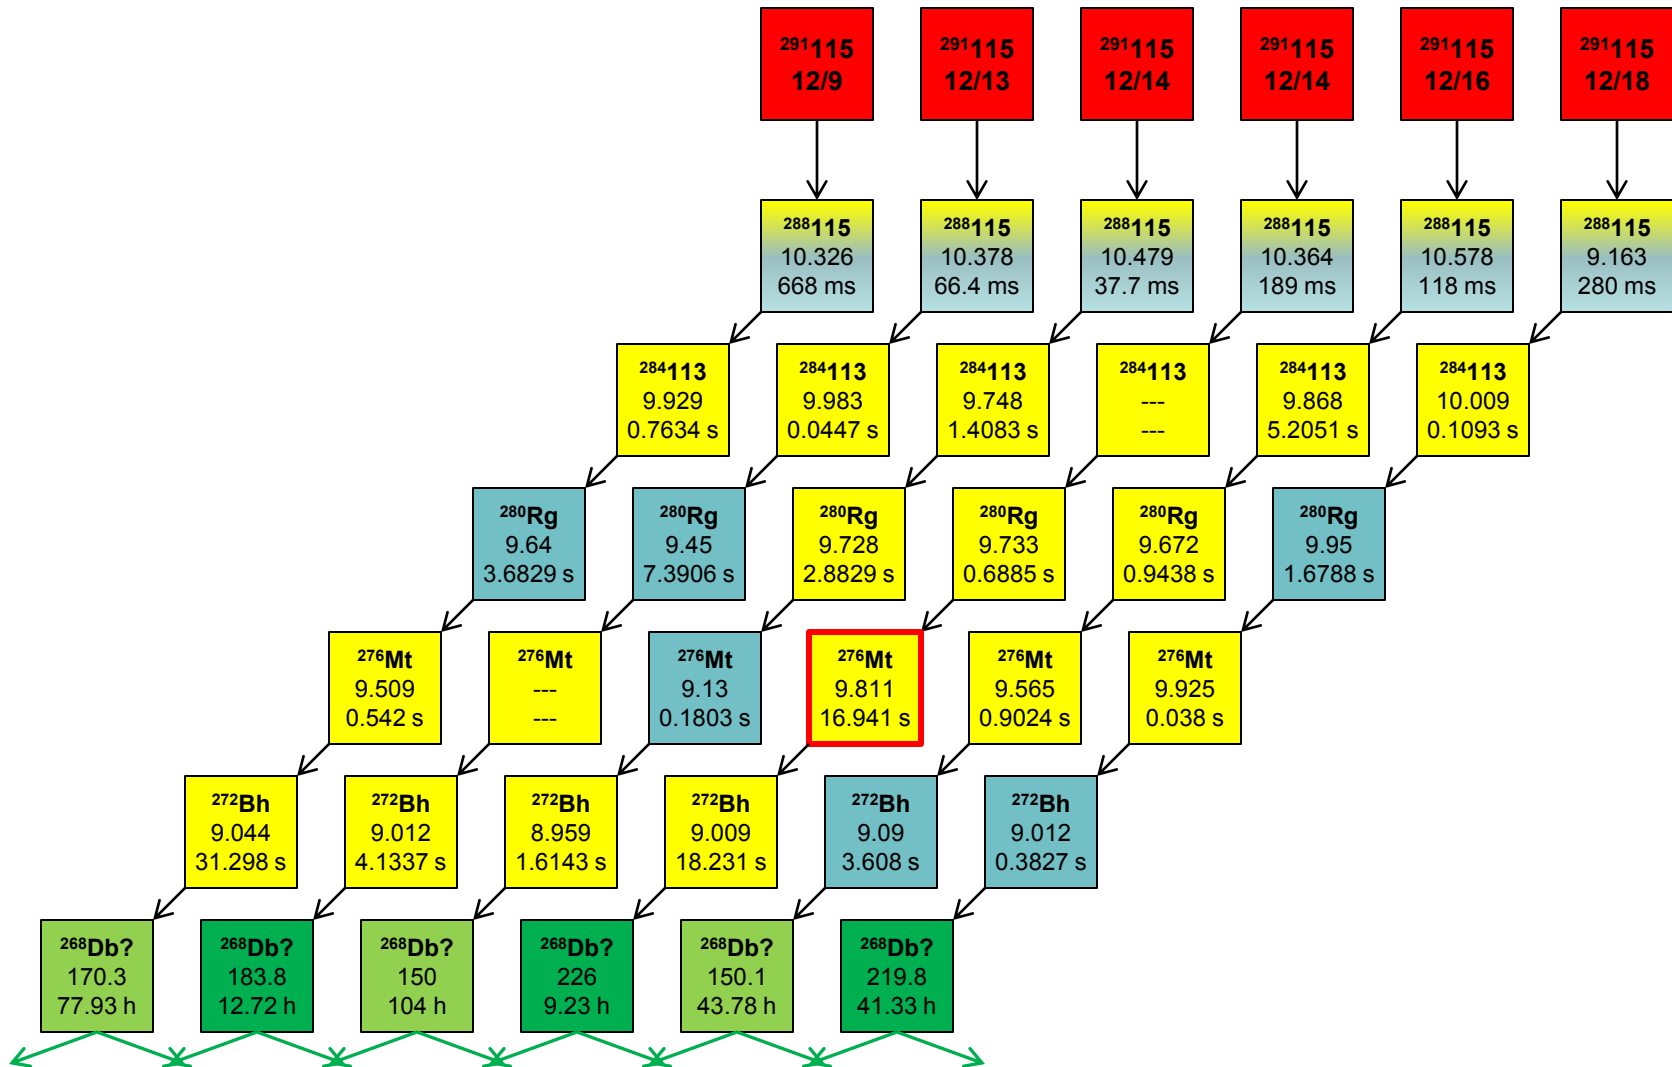 ²⁹¹115
12/9
²⁹¹115
12/13
²⁹¹115
12/14
²⁹¹115
12/14
²⁹¹115
12/16
²⁹¹115
12/18
²⁸⁸115
10.326
668 ms
²⁸⁸115
10.378
66.4 ms
²⁸⁸115
10.479
37.7 ms
²⁸⁸115
10.364
189 ms
²⁸⁸115
10.578
118 ms
²⁸⁸115
9.163
280 ms
²⁸⁴113
9.929
0.7634 s
²⁸⁴113
9.983
0.0447 s
²⁸⁴113
9.748
1.4083 s
²⁸⁴113
---
---
²⁸⁴113
9.868
5.2051 s
²⁸⁴113
10.009
0.1093 s
²⁸⁰Rg
9.64
3.6829 s
²⁸⁰Rg
9.45
7.3906 s
²⁸⁰Rg
9.728
2.8829 s
²⁸⁰Rg
9.733
0.6885 s
²⁸⁰Rg
9.672
0.9438 s
²⁸⁰Rg
9.95
1.6788 s
²⁷⁶Mt
9.509
0.542 s
²⁷⁶Mt
---
---
²⁷⁶Mt
9.13
0.1803 s
²⁷⁶Mt
9.811
16.941 s
²⁷⁶Mt
9.565
0.9024 s
²⁷⁶Mt
9.925
0.038 s
²⁷²Bh
9.044
31.298 s
²⁷²Bh
9.012
4.1337 s
²⁷²Bh
8.959
1.6143 s
²⁷²Bh
9.009
18.231 s
²⁷²Bh
9.09
3.608 s
²⁷²Bh
9.012
0.3827 s
²⁶⁸Db?
170.3
77.93 h
²⁶⁸Db?
183.8
12.72 h
²⁶⁸Db?
150
104 h
²⁶⁸Db?
226
9.23 h
²⁶⁸Db?
150.1
43.78 h
²⁶⁸Db?
219.8
41.33 h